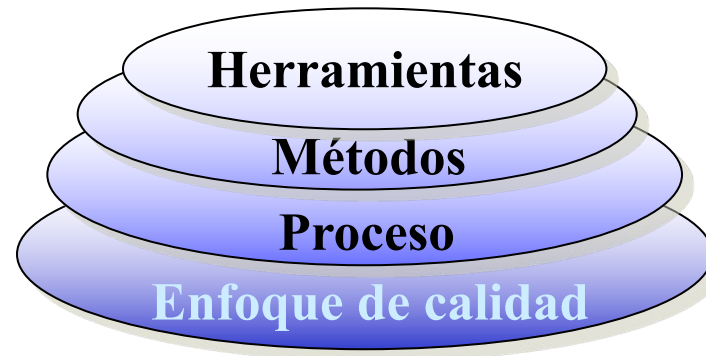 Herramientas
Métodos
Proceso
Enfoque de calidad